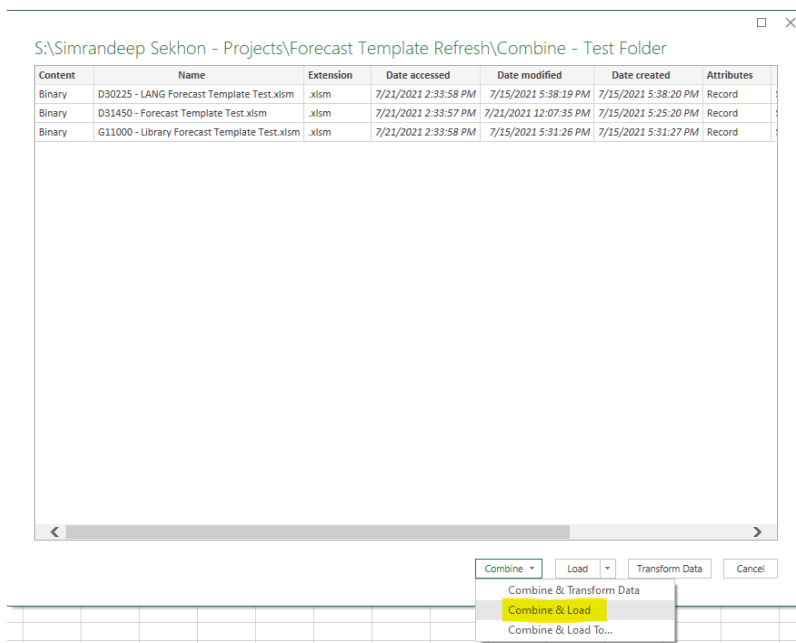 S:\Simrandeep Sekhon - Projects\Forecast Template Refresh\Combine - Test Folder
Content Name Extension Date accessed Date modified Date created Attributes
Binary D30225 - LANG Forecast Template Test.xlsm .xlsm 7/21/2021 2:33:58 PM 7/15/2021 5:38:19 PM 7/15/2021 5:38:20 PM Record
Binary D31450 - Forecast Template Test.xlsm .xlsm 7/21/2021 2:33:57 PM 7/21/2021 12:07:35 PM 7/15/2021 5:25:20 PM Record
Binary G11000 - Library Forecast Template Test.xlsm .xlsm 7/21/2021 2:33:58 PM 7/15/2021 5:31:26 PM 7/15/2021 5:31:27 PM Record
Combine Load Transform Data Cancel
Combine & Transform Data
Combine & Load
Combine & Load To...